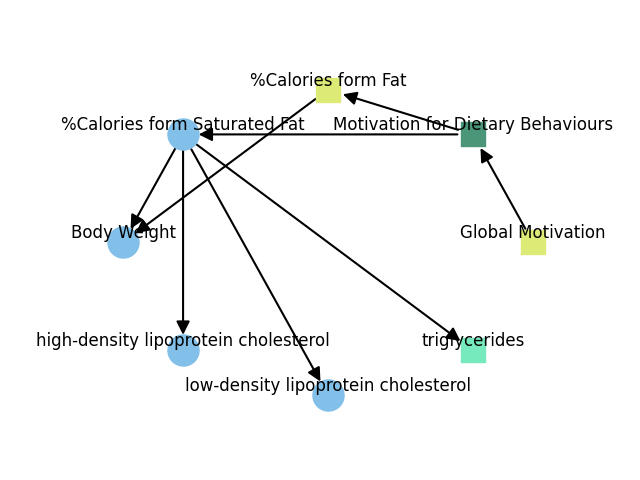 %Calories form Fat
%Calories form Saturated Fat
Motivation for Dietary Behaviours
Body Weight
Global Motivation
high-density lipoprotein cholesterol
triglycerides
low-density lipoprotein cholesterol